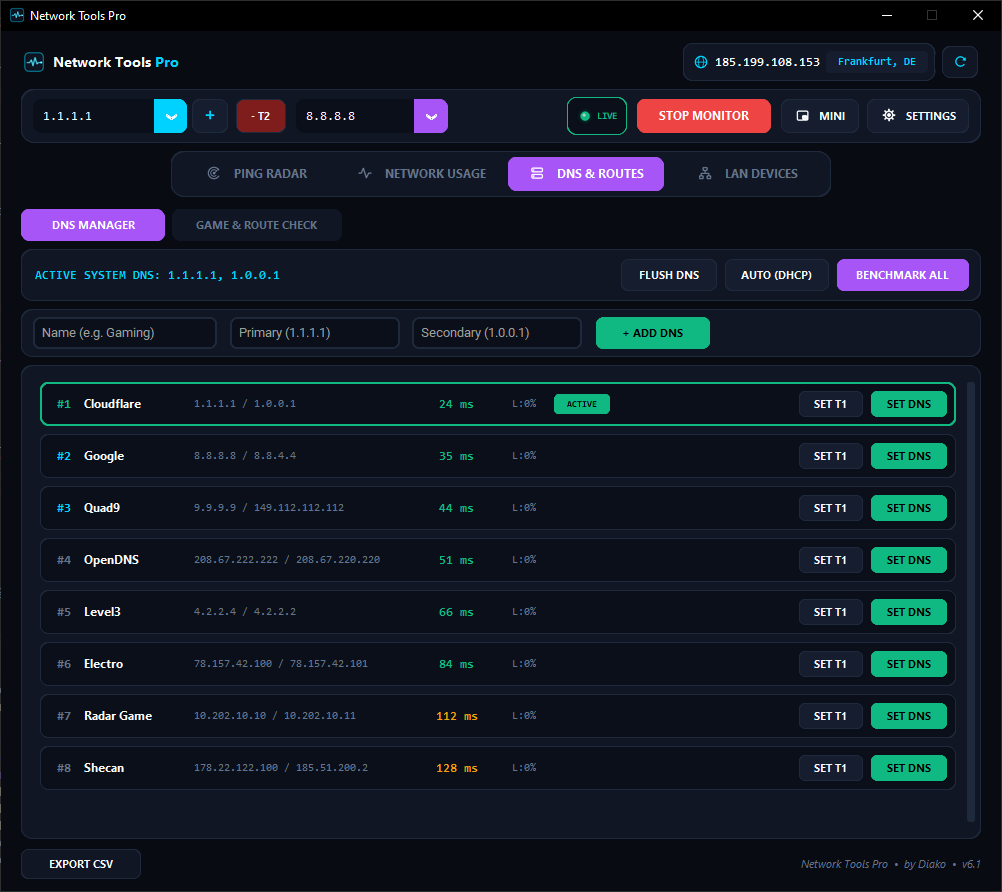 Network Tools Pro
Network Tools Pro
185.199.108.153 Frankfurt, DE
1.1.1.1 + - T2 8.8.8.8 LIVE STOP MONITOR MINI SETTINGS
PING RADAR NETWORK USAGE DNS & ROUTES LAN DEVICES
DNS MANAGER GAME & ROUTE CHECK
ACTIVE SYSTEM DNS: 1.1.1.1, 1.0.0.1 FLUSH DNS AUTO (DHCP) BENCHMARK ALL
Name (e.g. Gaming) Primary (1.1.1.1) Secondary (1.0.0.1) + ADD DNS
#1 Cloudflare 1.1.1.1 / 1.0.0.1 24 ms L:0% ACTIVE SET T1 SET DNS
#2 Google 8.8.8.8 / 8.8.4.4 35 ms L:0% SET T1 SET DNS
#3 Quad9 9.9.9.9 / 149.112.112.112 44 ms L:0% SET T1 SET DNS
#4 OpenDNS 208.67.222.222 / 208.67.220.220 51 ms L:0% SET T1 SET DNS
#5 Level3 4.2.2.4 / 4.2.2.2 66 ms L:0% SET T1 SET DNS
#6 Electro 78.157.42.100 / 78.157.42.101 84 ms L:0% SET T1 SET DNS
#7 Radar Game 10.202.10.10 / 10.202.10.11 112 ms L:0% SET T1 SET DNS
#8 Shecan 178.22.122.100 / 185.51.200.2 128 ms L:0% SET T1 SET DNS
EXPORT CSV Network Tools Pro • by Diako • v6.1